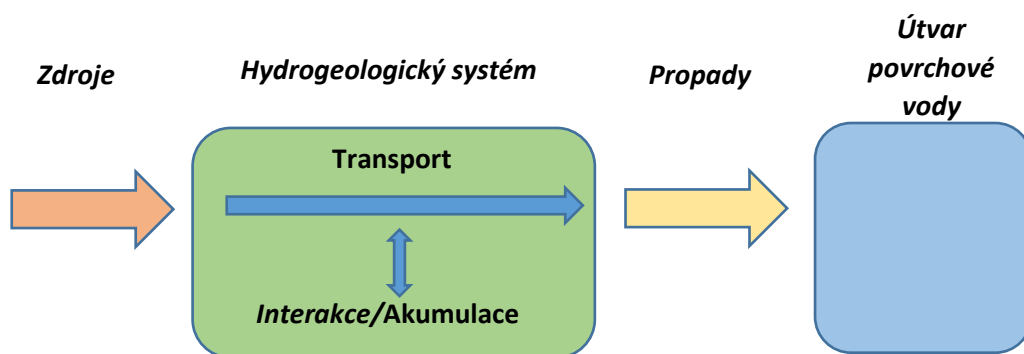 Zdroje
Hydrogeologický systém
Propady
Útvar
povrchové
vody
Transport
Interakce/Akumulace